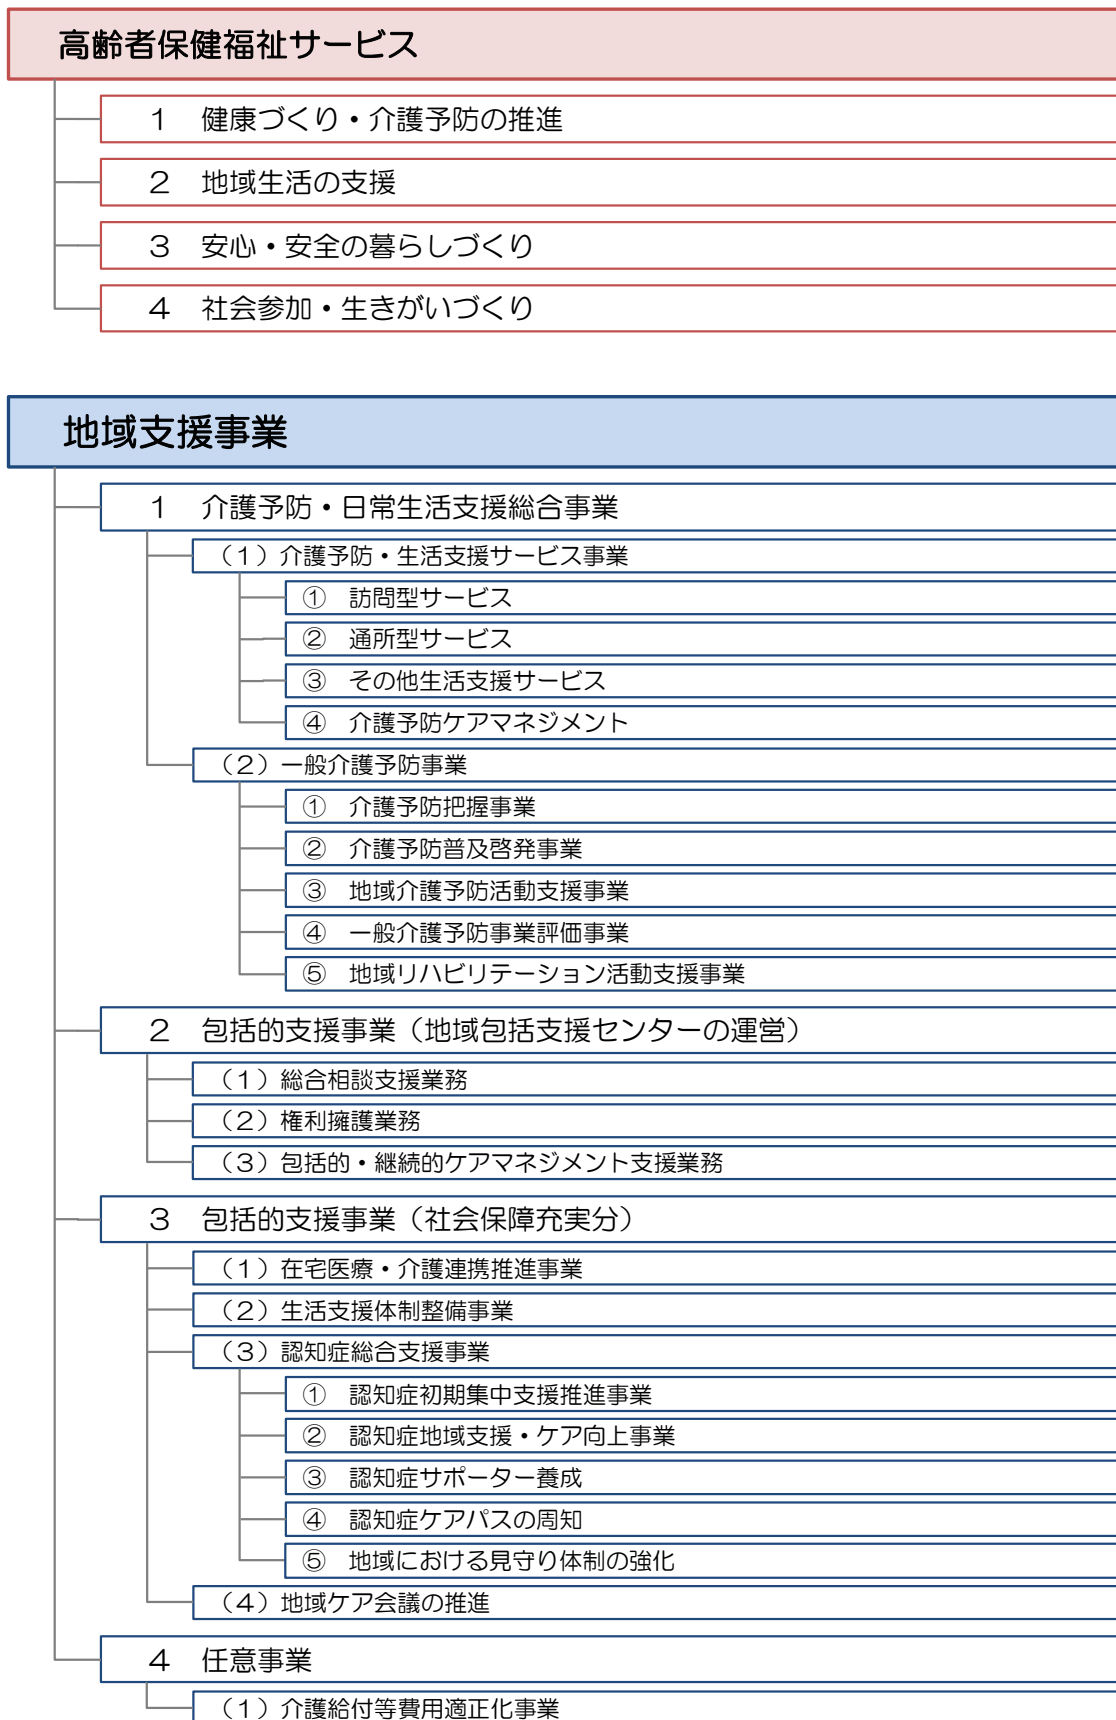 高齢者保健福祉サービス
1 健康づくり・介護予防の推進
2 地域生活の支援
3 安心・安全の暮らしづくり
4 社会参加・生きがいづくり
地域支援事業
1 介護予防・日常生活支援総合事業
（1）介護予防・生活支援サービス事業
① 訪問型サービス
② 通所型サービス
③ その他生活支援サービス
④ 介護予防ケアマネジメント
（2）一般介護予防事業
① 介護予防把握事業
② 介護予防普及啓発事業
③ 地域介護予防活動支援事業
④ 一般介護予防事業評価事業
⑤ 地域リハビリテーション活動支援事業
2 包括的支援事業（地域包括支援センターの運営）
（1）総合相談支援業務
（2）権利擁護業務
（3）包括的・継続的ケアマネジメント支援業務
3 包括的支援事業（社会保障充実分）
（1）在宅医療・介護連携推進事業
（2）生活支援体制整備事業
（3）認知症総合支援事業
① 認知症初期集中支援推進事業
② 認知症地域支援・ケア向上事業
③ 認知症サポーター養成
④ 認知症ケアパスの周知
⑤ 地域における見守り体制の強化
（4）地域ケア会議の推進
4 任意事業
（1）介護給付等費用適正化事業